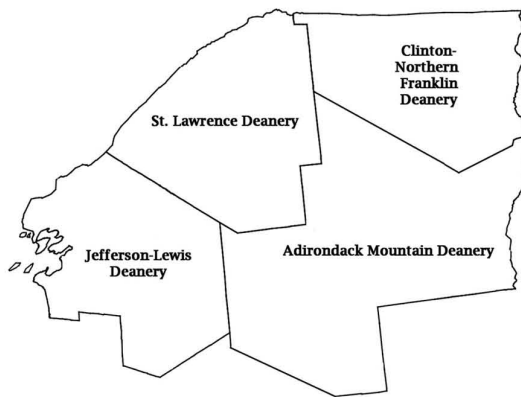 Clinton-
Northern
Franklin
Deanery
St. Lawrence Deanery
Jefferson-Lewis
Deanery
Adirondack Mountain Deanery